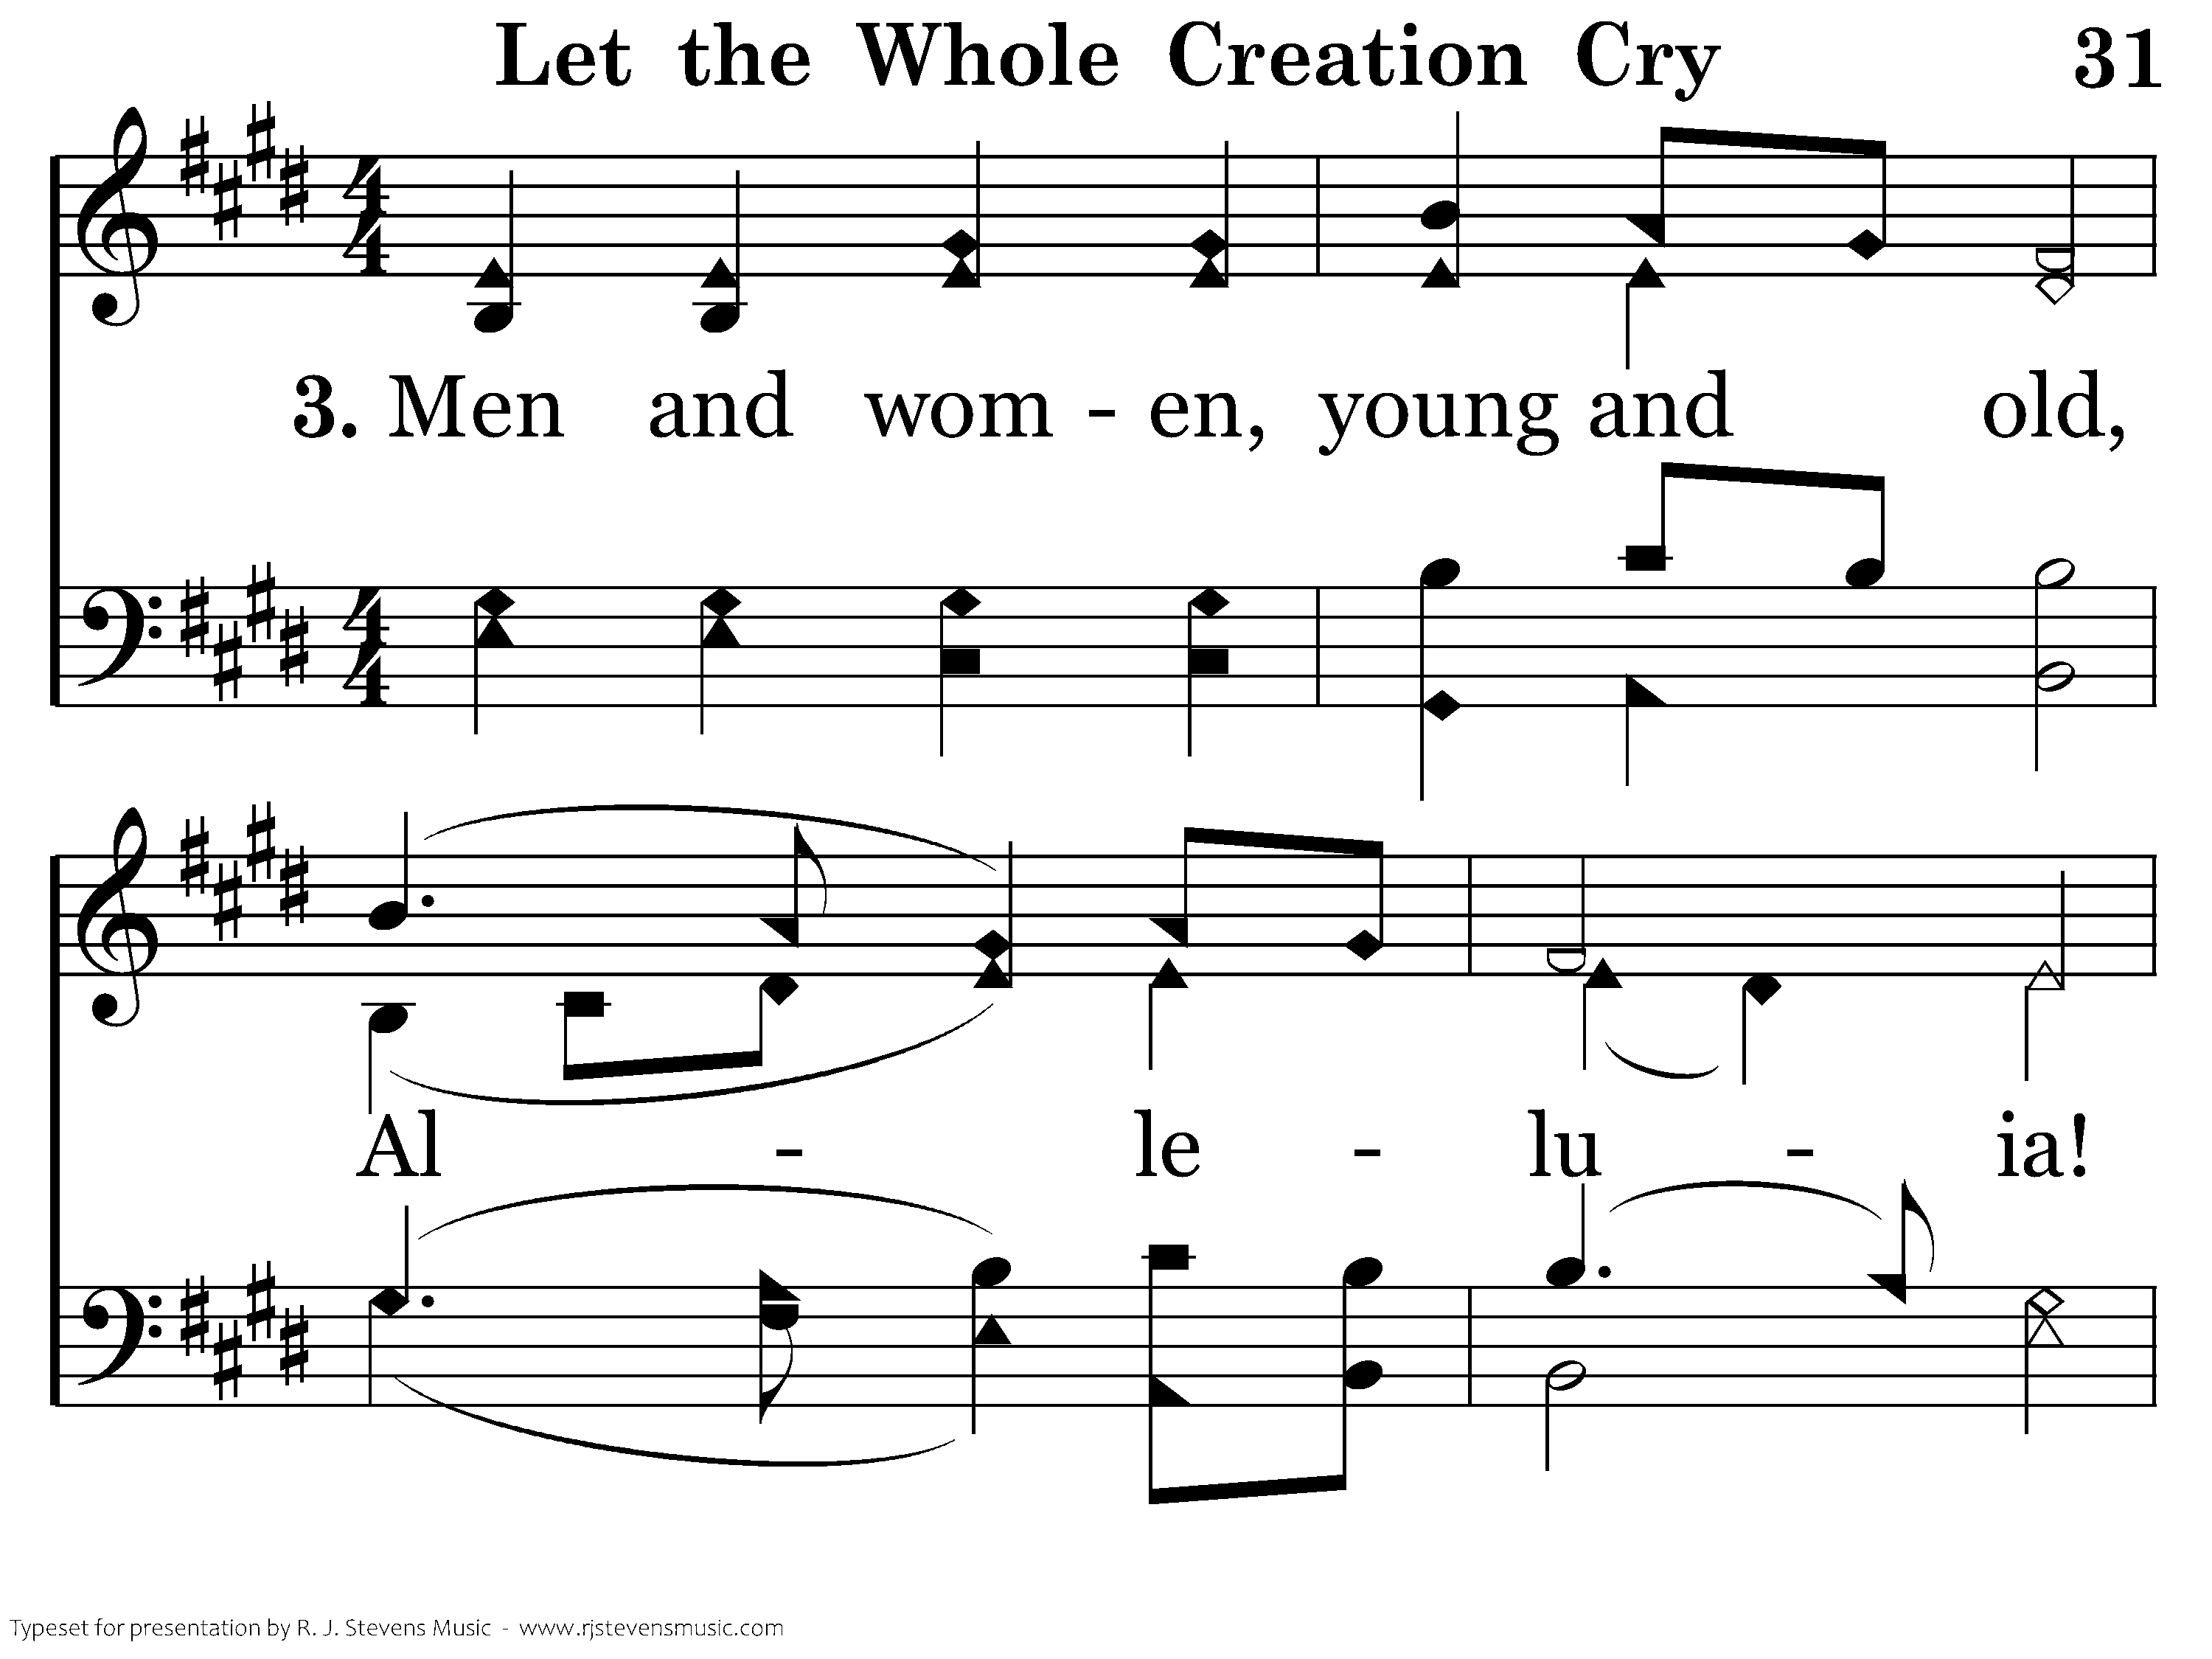 Let the Whole Creation Cry 31
3. Men and wom - en, young and old,
Al - le - lu - ia!
Typeset for presentation by R. J. Stevens Music - www.rjstevensmusic.com